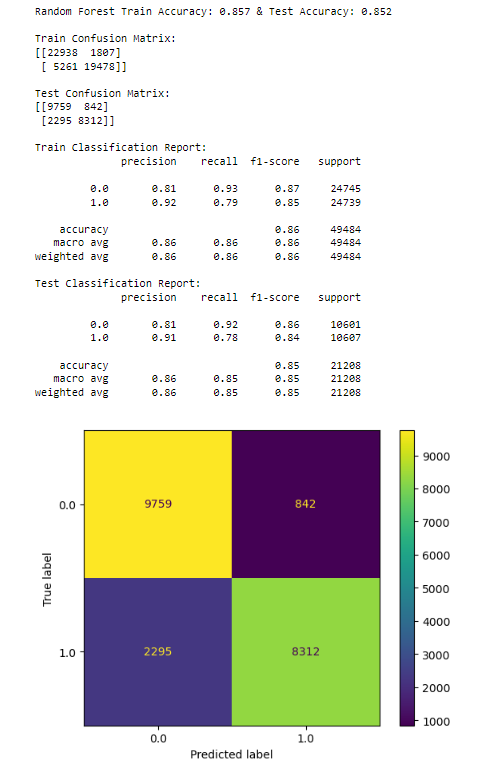 Random Forest Train Accuracy: 0.857 & Test Accuracy: 0.852
Train Confusion Matrix:
[[22938 1807]
[ 5261 19478]]
Test Confusion Matrix:
[[9759 842]
[2295 8312]]
Train Classification Report:
precision recall f1-score support
0.0 0.81 0.93 0.87 24745
1.0 0.92 0.79 0.85 24739
accuracy 0.86 49484
macro avg 0.86 0.86 0.86 49484
weighted avg 0.86 0.86 0.86 49484
Test Classification Report:
precision recall f1-score support
0.0 0.81 0.92 0.86 10601
1.0 0.91 0.78 0.84 10607
accuracy 0.85 21208
macro avg 0.86 0.85 0.85 21208
weighted avg 0.86 0.85 0.85 21208
9000
8000
7000
6000
5000
4000
3000
2000
1000
True label
0.0 9759 842
1.0 2295 8312
0.0 1.0
Predicted label